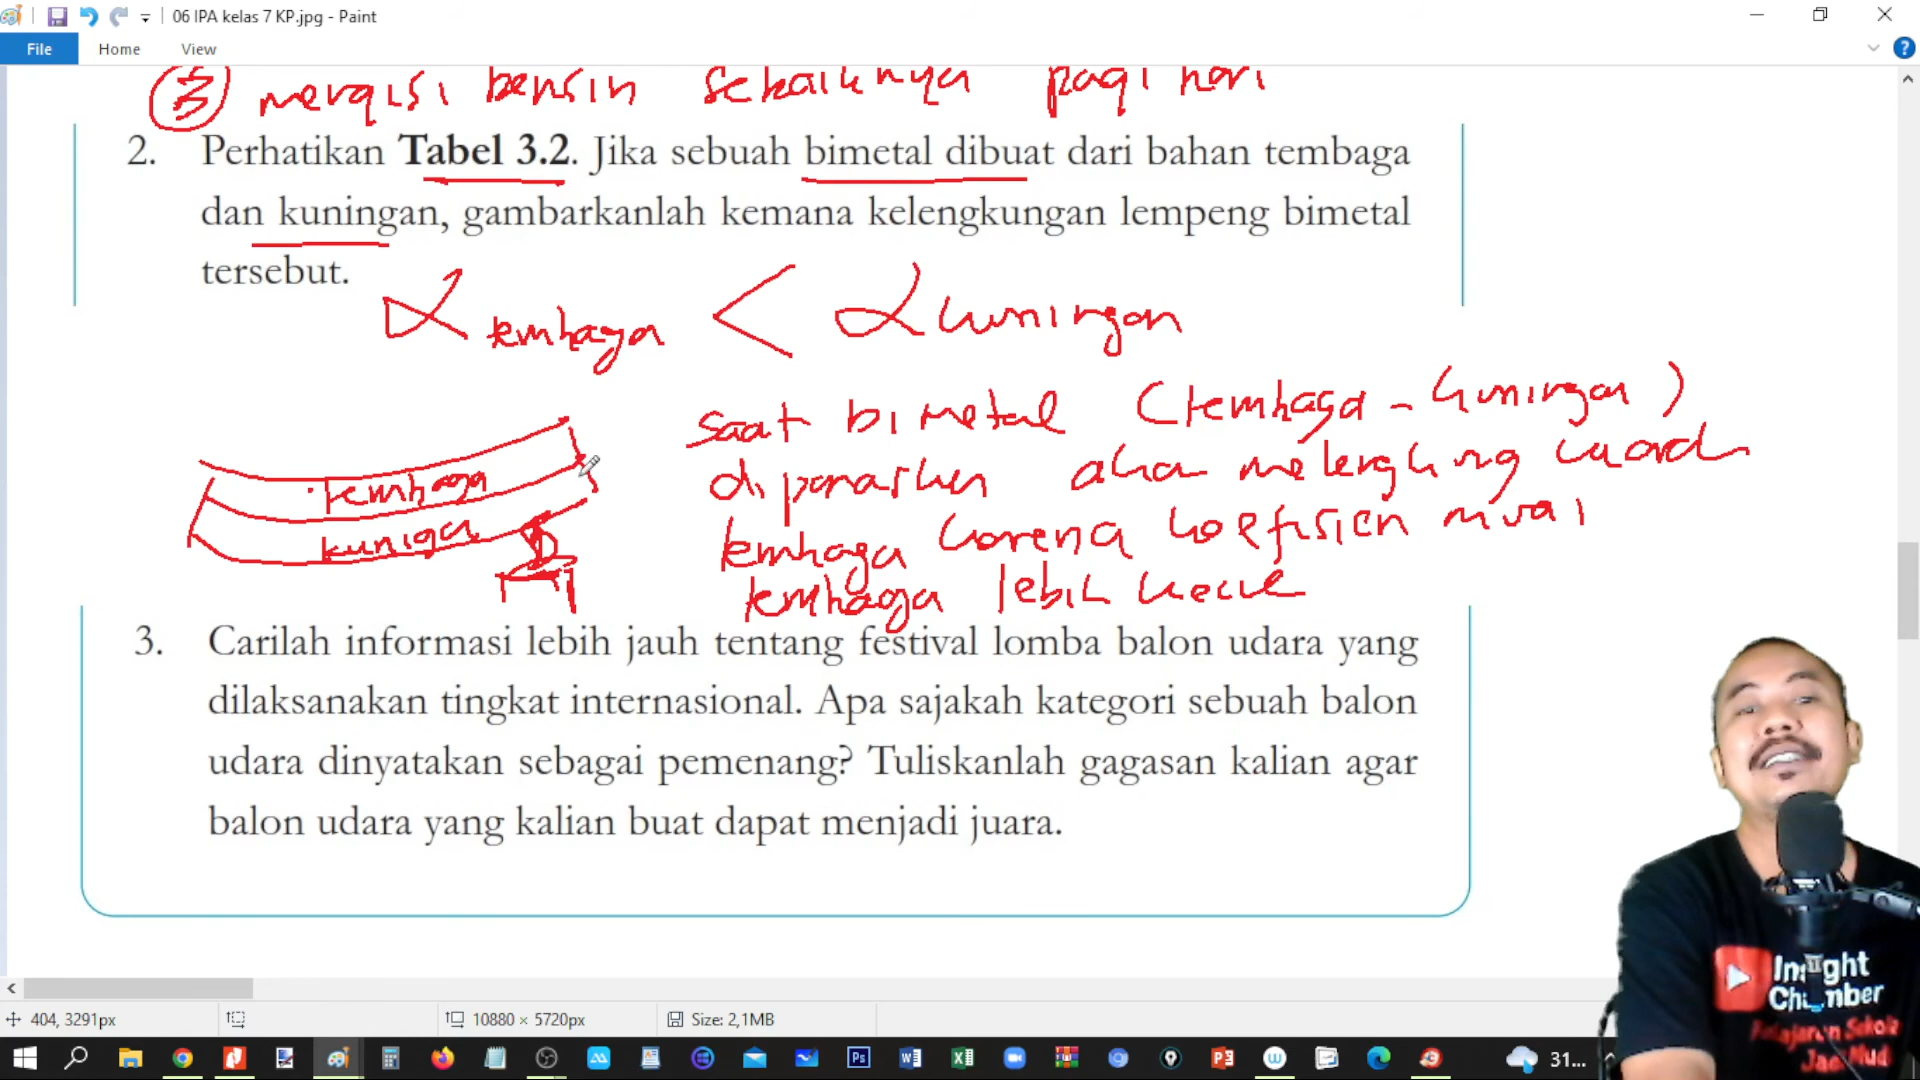 06 IPA kelas 7 KP.jpg - Paint
File Home View
mengisi bensin sebaiknya pagi hari
2. Perhatikan Tabel 3.2. Jika sebuah bimetal dibuat dari bahan tembaga
dan kuningan, gambarkanlah kemana kelengkungan lempeng bimetal
tersebut.
α tembaga < α kuningan
saat bimetal (tembaga - kuningan)
dipanaskan akan melengkung ke arah
tembaga karena koefisien muai
tembaga lebih kecil
tembaga
kuningan
3. Carilah informasi lebih jauh tentang festival lomba balon udara yang
dilaksanakan tingkat internasional. Apa sajakah kategori sebuah balon
udara dinyatakan sebagai pemenang? Tuliskanlah gagasan kalian agar
balon udara yang kalian buat dapat menjadi juara.
Insight
Chamber
Pelajaran Sekolah
404, 3291px
10880 × 5720px
Size: 2,1MB
31...